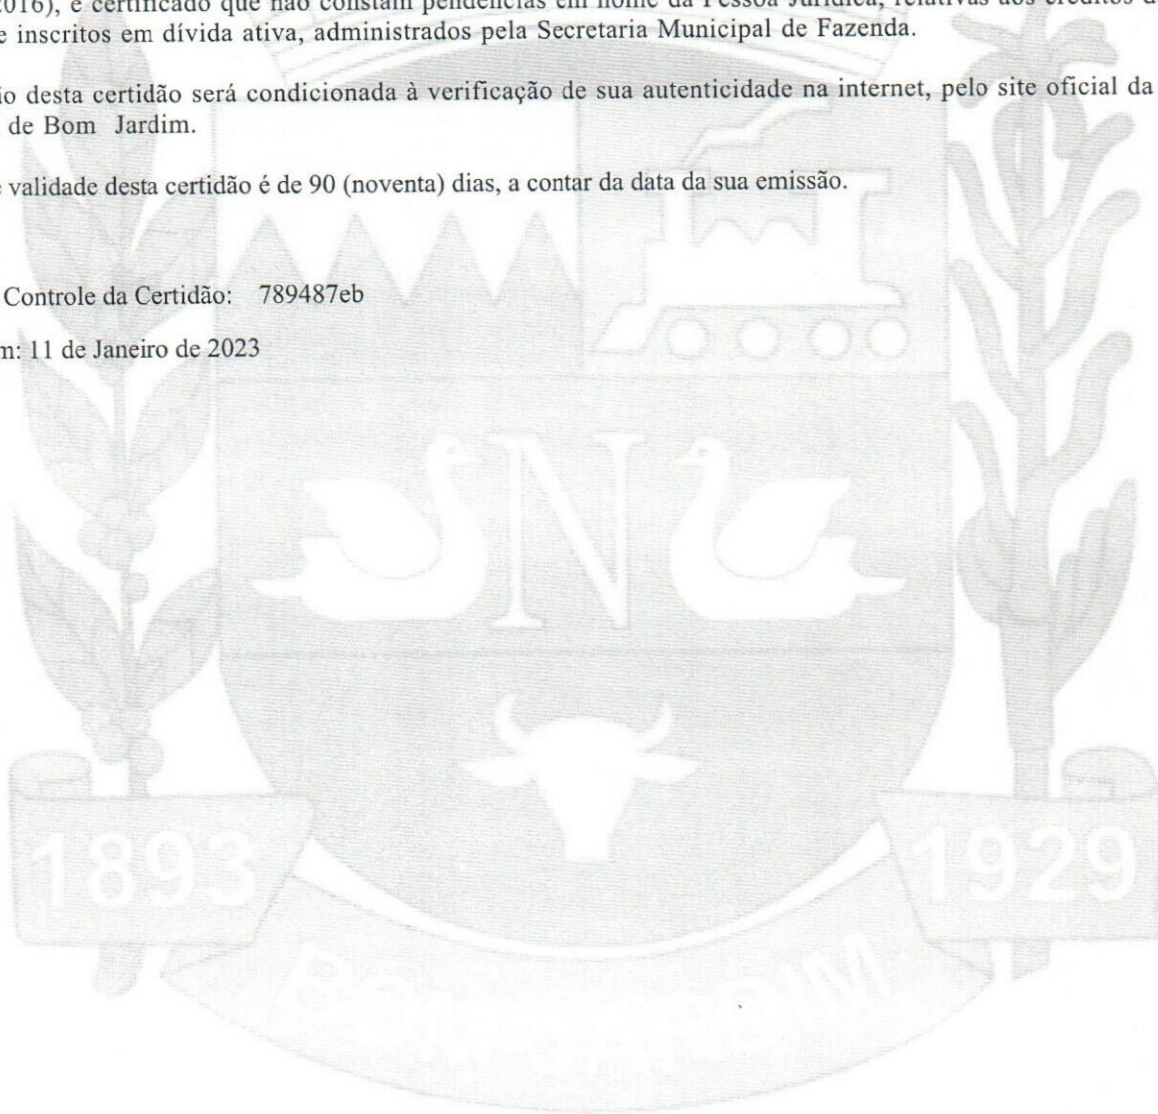 2016), é certificado que não constam pendências em nome da Pessoa Jurídica, relativas aos créditos
e inscritos em dívida ativa, administrados pela Secretaria Municipal de Fazenda.
desta certidão será condicionada à verificação de sua autenticidade na internet, pelo site oficial da
de Bom Jardim.
validade desta certidão é de 90 (noventa) dias, a contar da data da sua emissão.
Controle da Certidão: 789487eb
m: 11 de Janeiro de 2023
N
1893
1929
BOM JARDIM